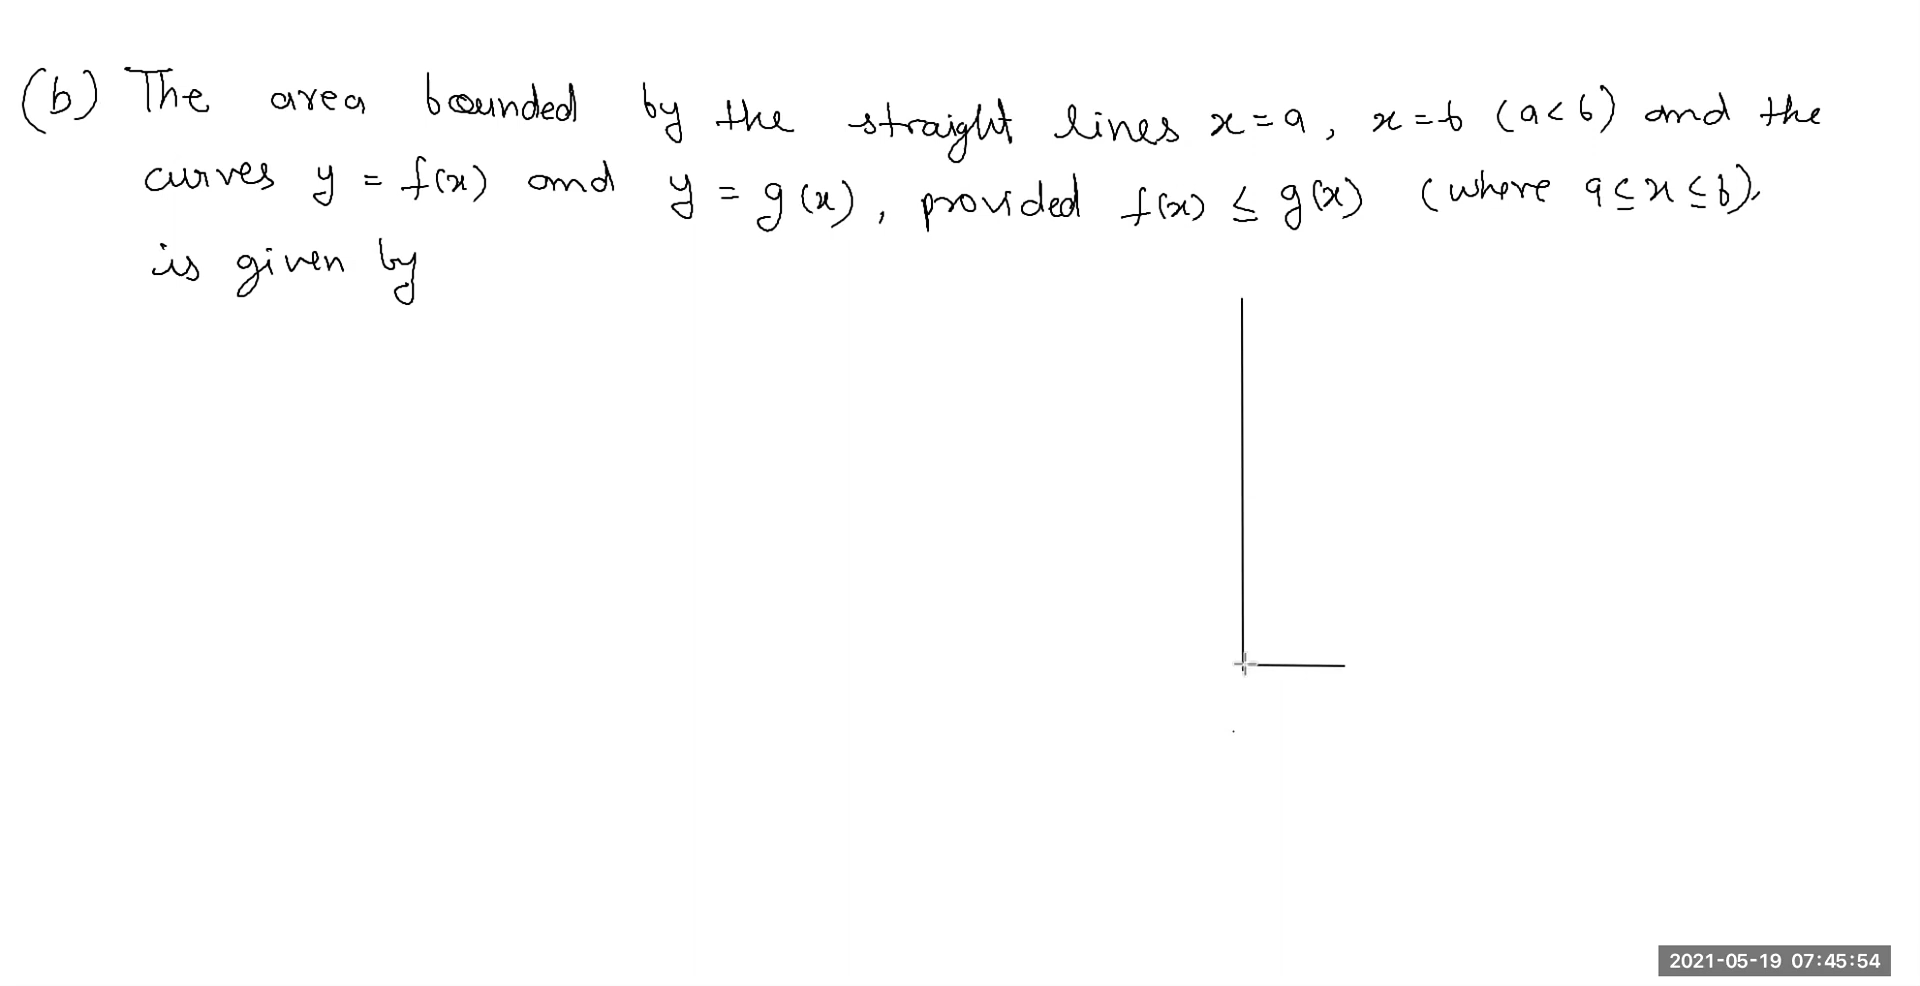 (b) The area bounded by the straight lines x = a, x = b (a < b) and the
curves y = f(x) and y = g(x), provided f(x) ≤ g(x) (where a ≤ x ≤ b),
is given by
2021-05-19 07:45:54